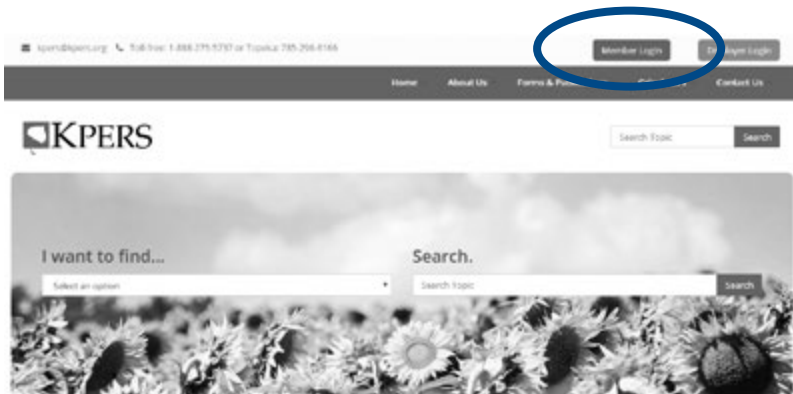 kpers@kpers.org Toll-free: 1-888-275-5737 or Topeka: 785-296-6166
Member Login
Employer Login
Home About Us Forms & Contact Us
KPERS
Search Topic Search
I want to find... Search.
Select an option Search Topic Search